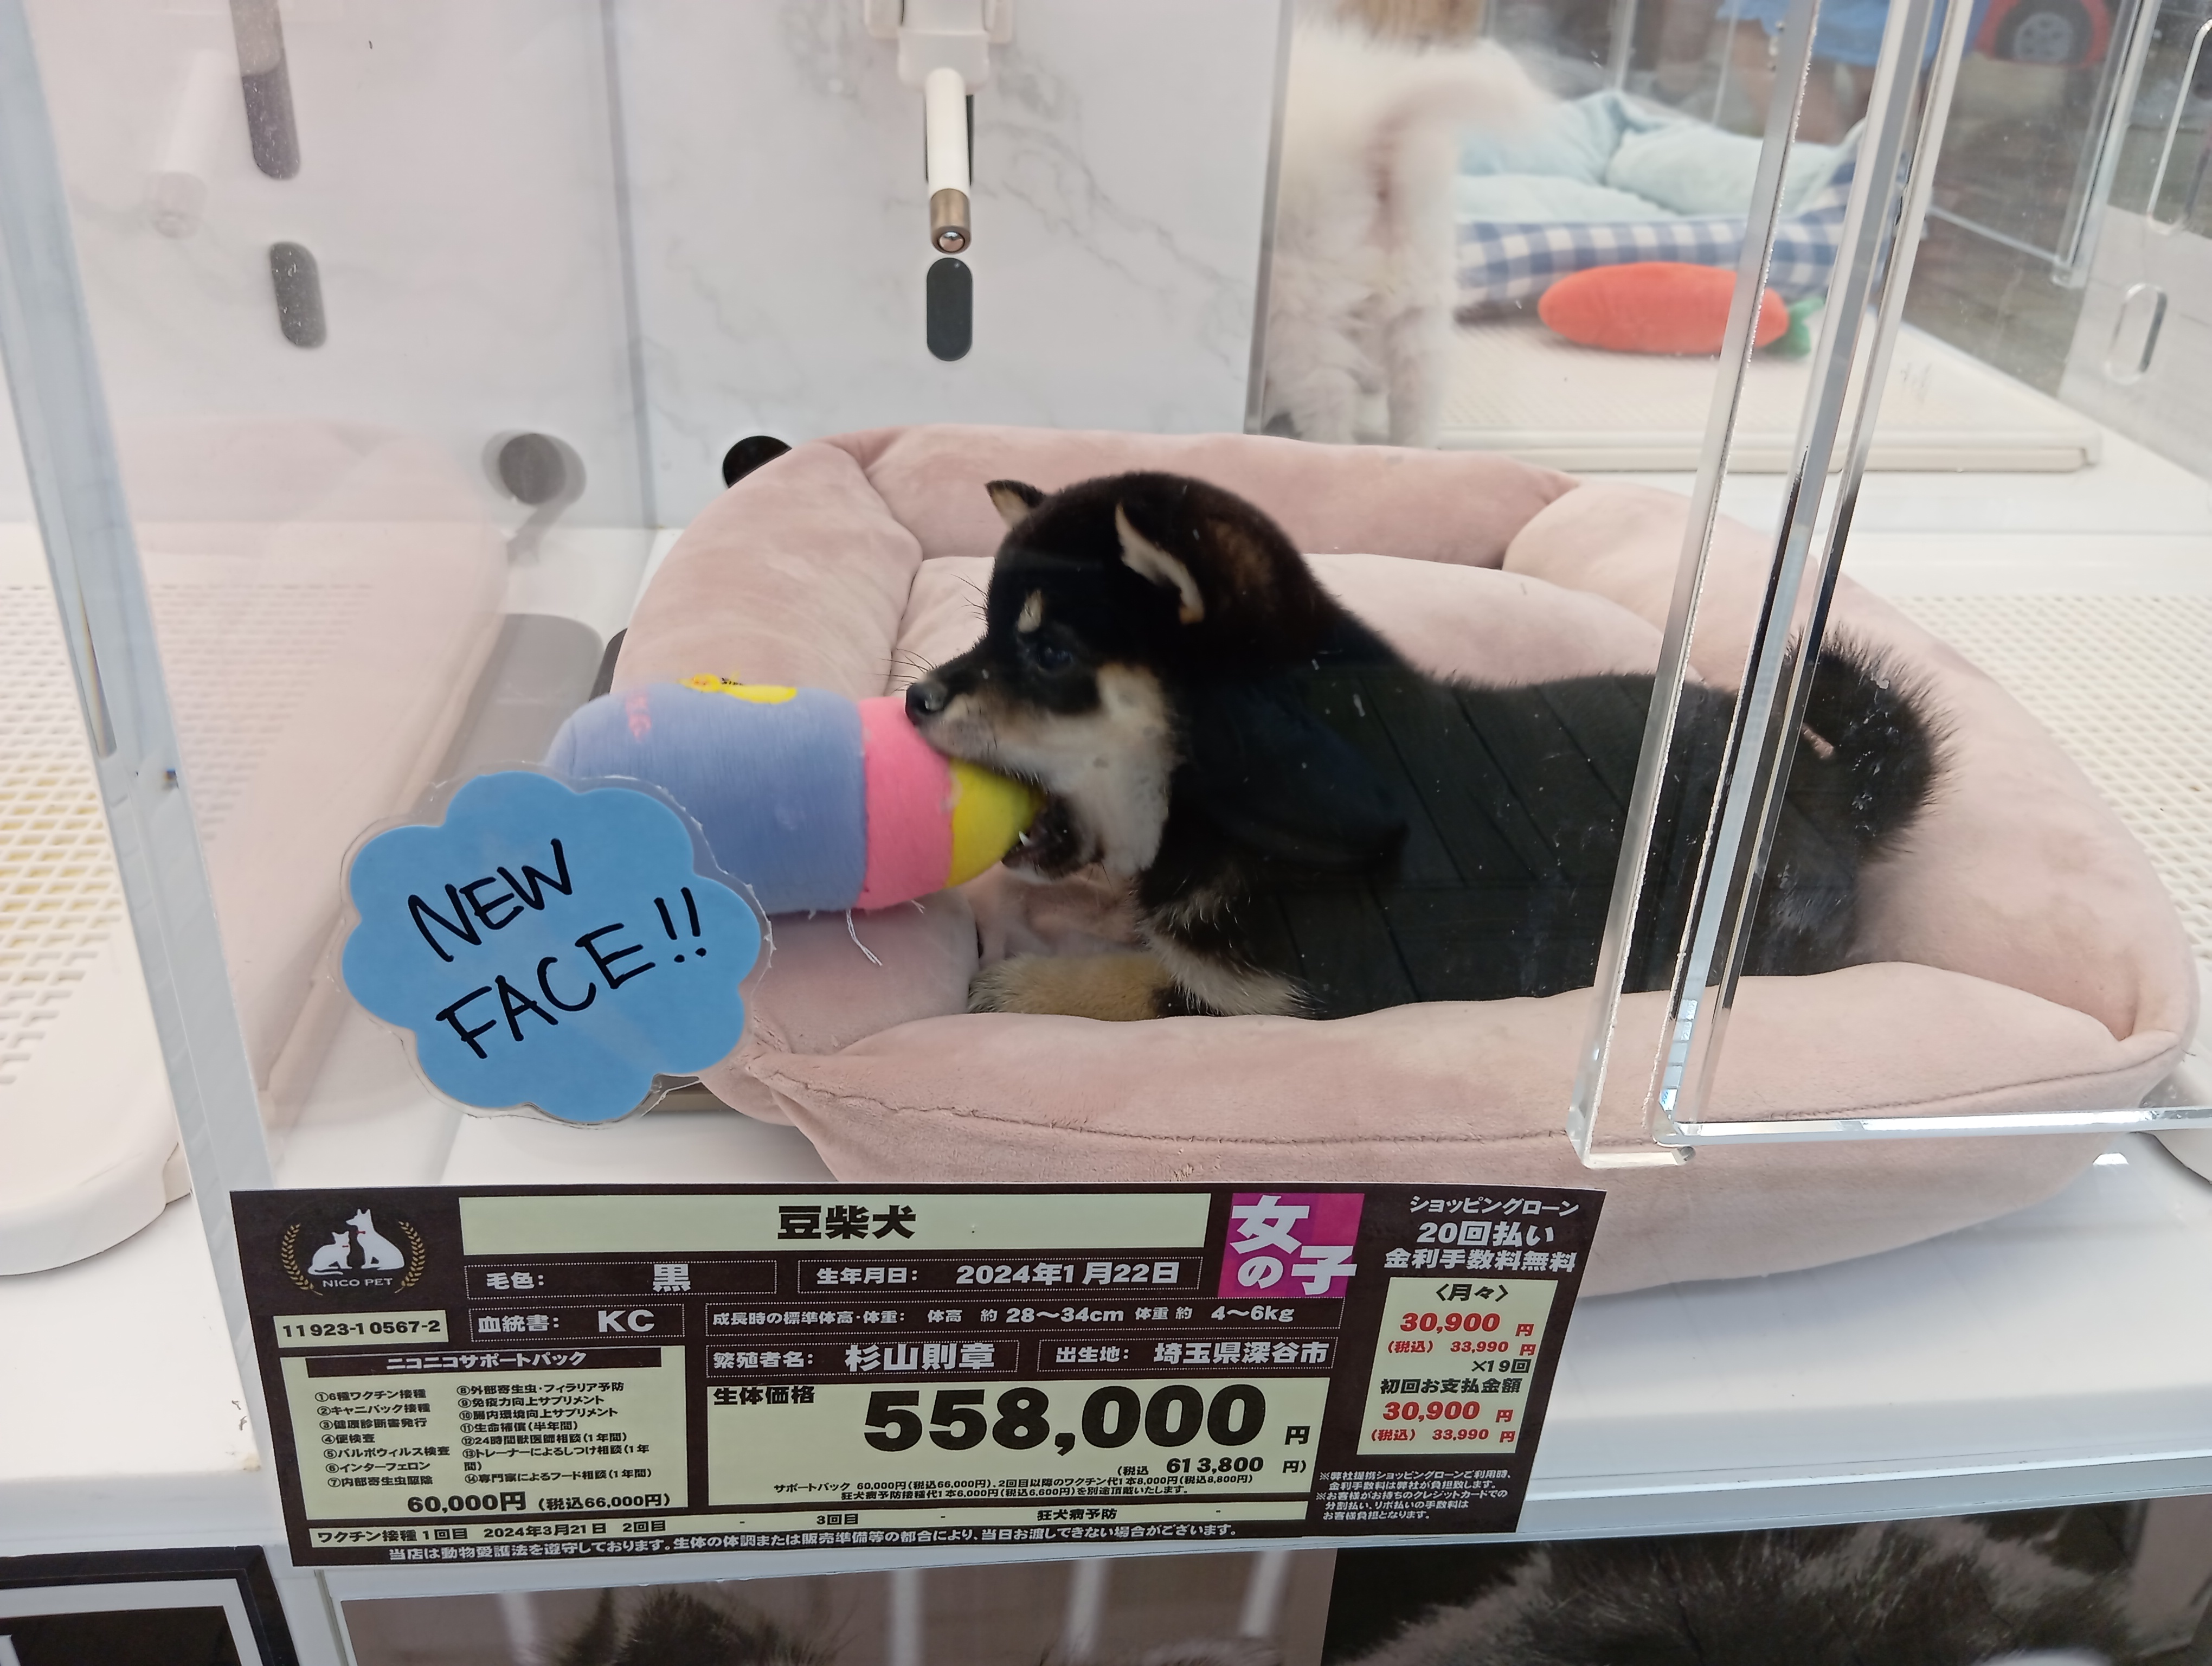 NEW
FACE!!
NICO PET
豆柴犬
女の子
毛色: 黒
生年月日: 2024年1月22日
11923-10567-2
血統書: KC
成長時の標準体高・体重: 体高 約 28〜34cm 体重 約 4〜6kg
繁殖者名: 杉山則章
出生地: 埼玉県深谷市
ニコニコサポートパック
①6種ワクチン接種
②キャニバック接種
③健康診断書発行
④便検査
⑤パルボウィルス検査
⑥インターフェロン
⑦内部寄生虫駆除
⑧外部寄生虫・フィラリア予防
⑨免疫力向上サプリメント
⑩腸内環境向上サプリメント
⑪生命補償(半年間)
⑫24時間獣医師相談(1年間)
⑬トレーナーによるしつけ相談(1年
間)
⑭専門家によるフード相談(1年間)
60,000円 (税込66,000円)
生体価格
558,000 円
(税込 613,800 円)
サポートパック 60,000円(税込66,000円)、2回目以降のワクチン代1本8,000円(税込8,800円)
狂犬病予防接種代1本6,000円(税込6,600円)を別途頂戴いたします。
ワクチン接種 1回目 2024年3月21日 2回目 - 3回目 - 狂犬病予防 -
当店は動物愛護法を遵守しております。生体の体調または販売準備等の都合により、当日お渡しできない場合がございます。
ショッピングローン
20回払い
金利手数料無料
〈月々〉
30,900 円
(税込) 33,990 円
×19回
初回お支払金額
30,900 円
(税込) 33,990 円
※弊社提携ショッピングローンご利用時、
金利手数料は弊社が負担致します。
※お客様がお持ちのクレジットカードでの
分割払い、リボ払いの手数料は
お客様負担となります。